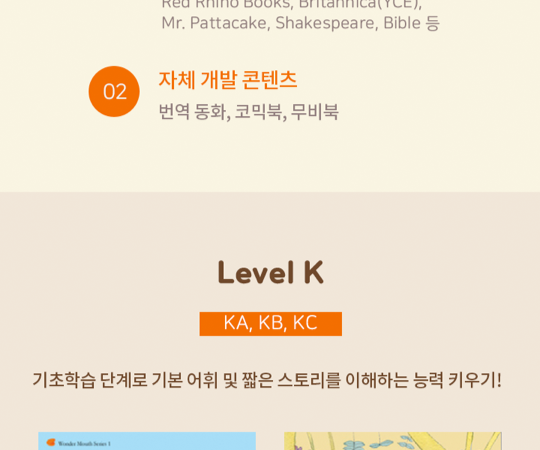 Red Rhino Books, Britannica(YCE),
Mr. Pattacake, Shakespeare, Bible 등
02
자체 개발 콘텐츠
번역 동화, 코믹북, 무비북
Level K
KA, KB, KC
기초학습 단계로 기본 어휘 및 짧은 스토리를 이해하는 능력 키우기!
Wonder Mouth Series 1